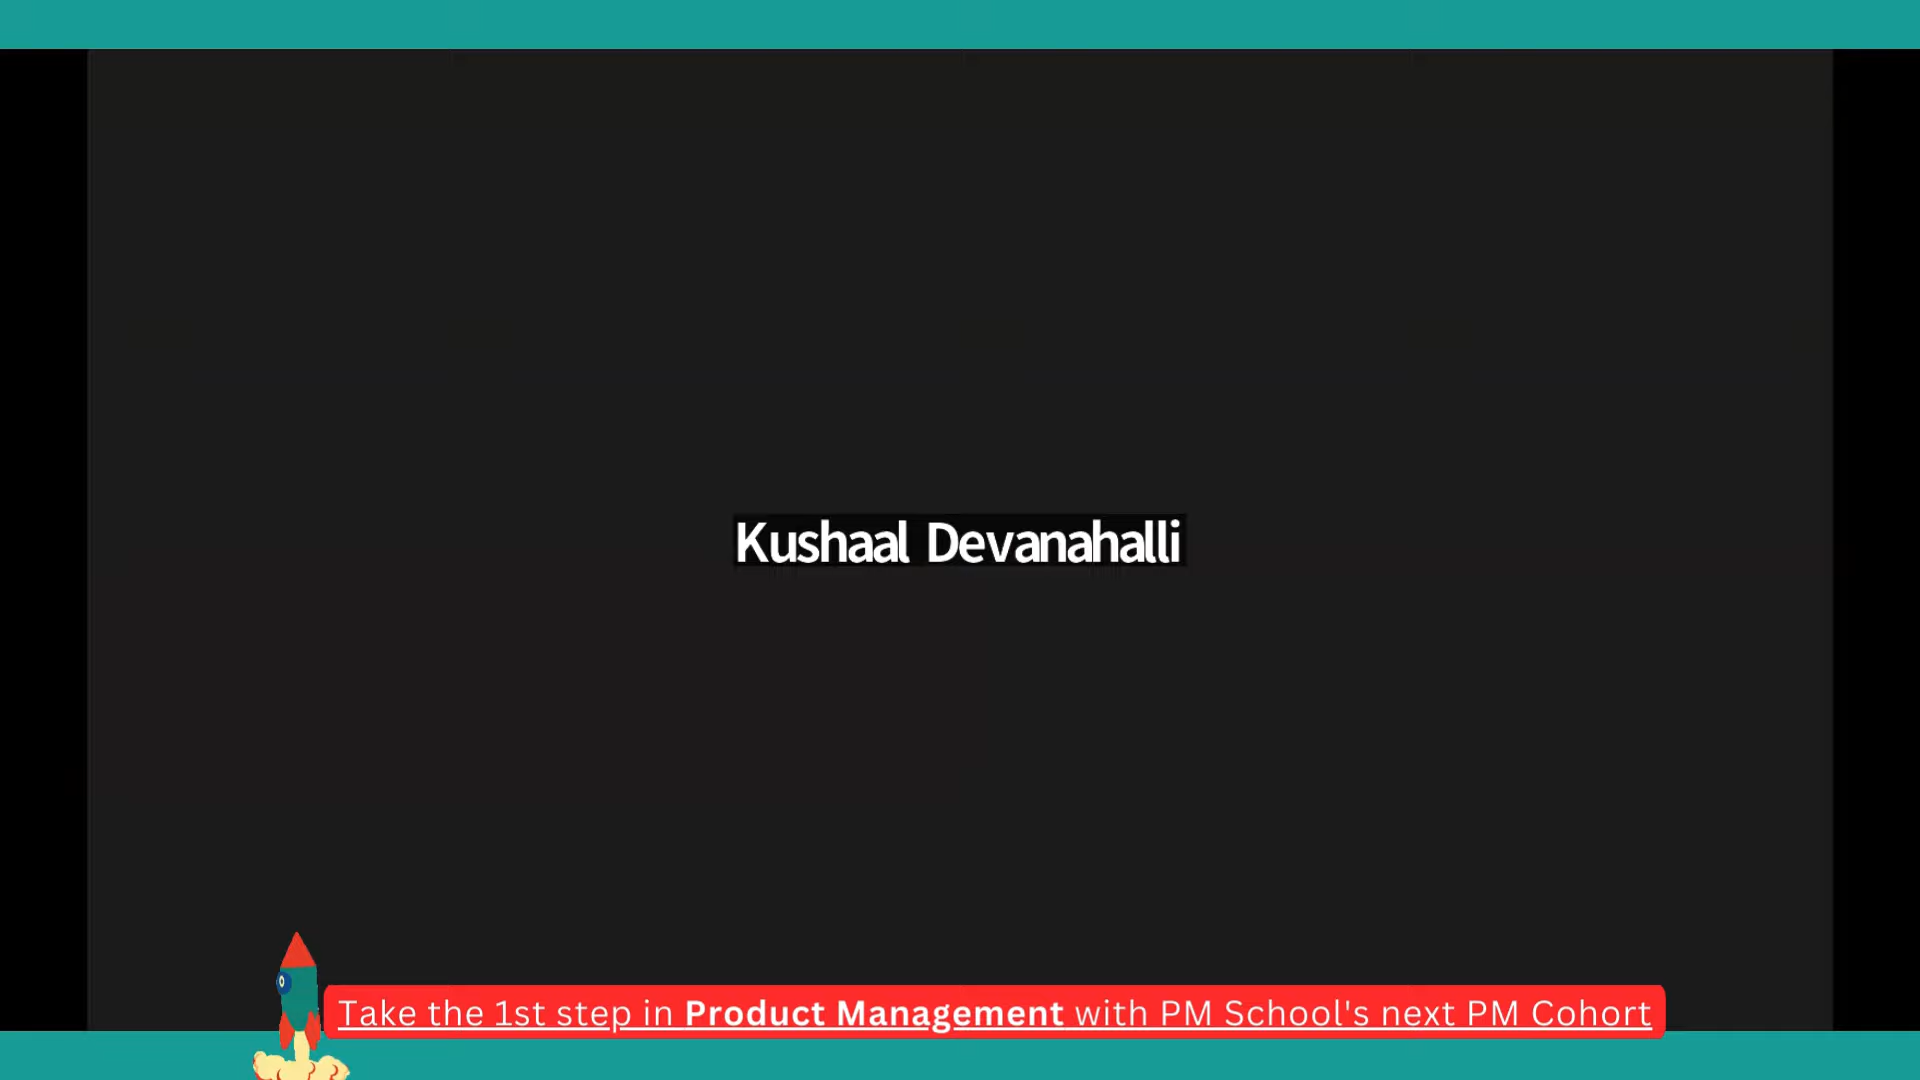 Kushaal Devanahalli
Take the 1st step in Product Management with PM School's next PM Cohort